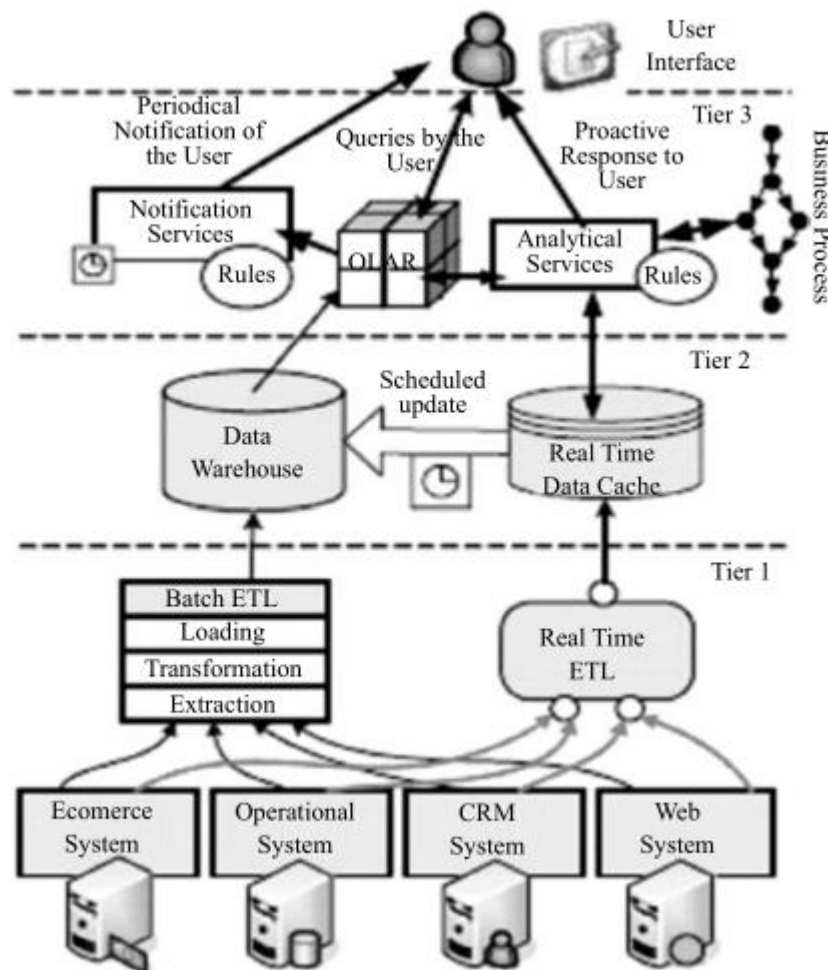 User
Interface
Tier 3
Periodical
Notification of
the User
Queries by the
User
Proactive
Response to
User
Business Process
Notification
Services
Rules
OLAR
Analytical
Services
Rules
Tier 2
Scheduled
update
Data
Warehouse
Real Time
Data Cache
Tier 1
Batch ETL
Loading
Transformation
Extraction
Real Time
ETL
Ecomerce
System
Operational
System
CRM
System
Web
System